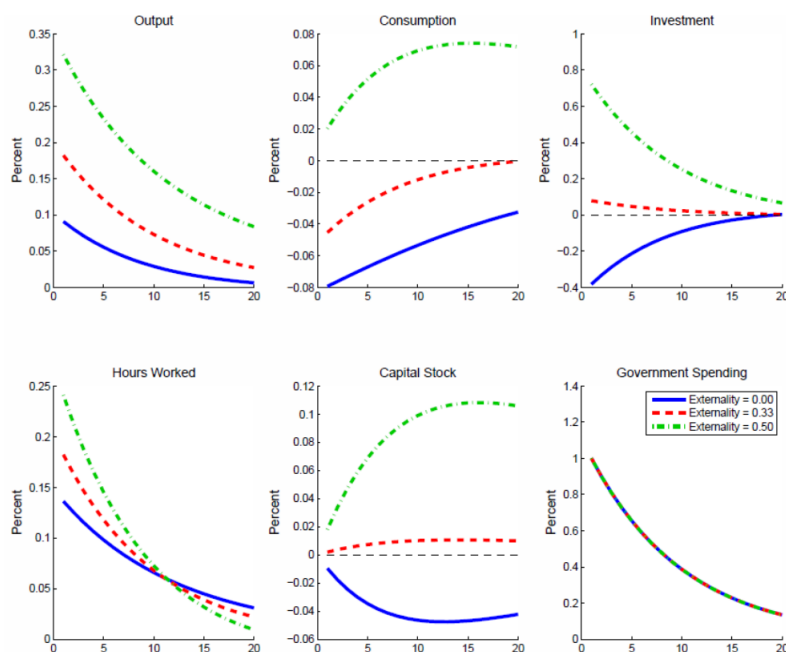 Output
Consumption
Investment
0.35
0.3
0.25
0.2
0.15
0.1
0.05
0
Percent
0 5 10 15 20
0.08
0.06
0.04
0.02
0
−0.02
−0.04
−0.06
−0.08
Percent
0 5 10 15 20
1
0.8
0.6
0.4
0.2
0
−0.2
−0.4
Percent
0 5 10 15 20
Hours Worked
Capital Stock
Government Spending
0.25
0.2
0.15
0.1
0.05
0
Percent
0 5 10 15 20
0.12
0.1
0.08
0.06
0.04
0.02
0
−0.02
−0.04
−0.06
Percent
0 5 10 15 20
1.4
1.2
1
0.8
0.6
0.4
0.2
0
Percent
0 5 10 15 20
Externality = 0.00
Externality = 0.33
Externality = 0.50